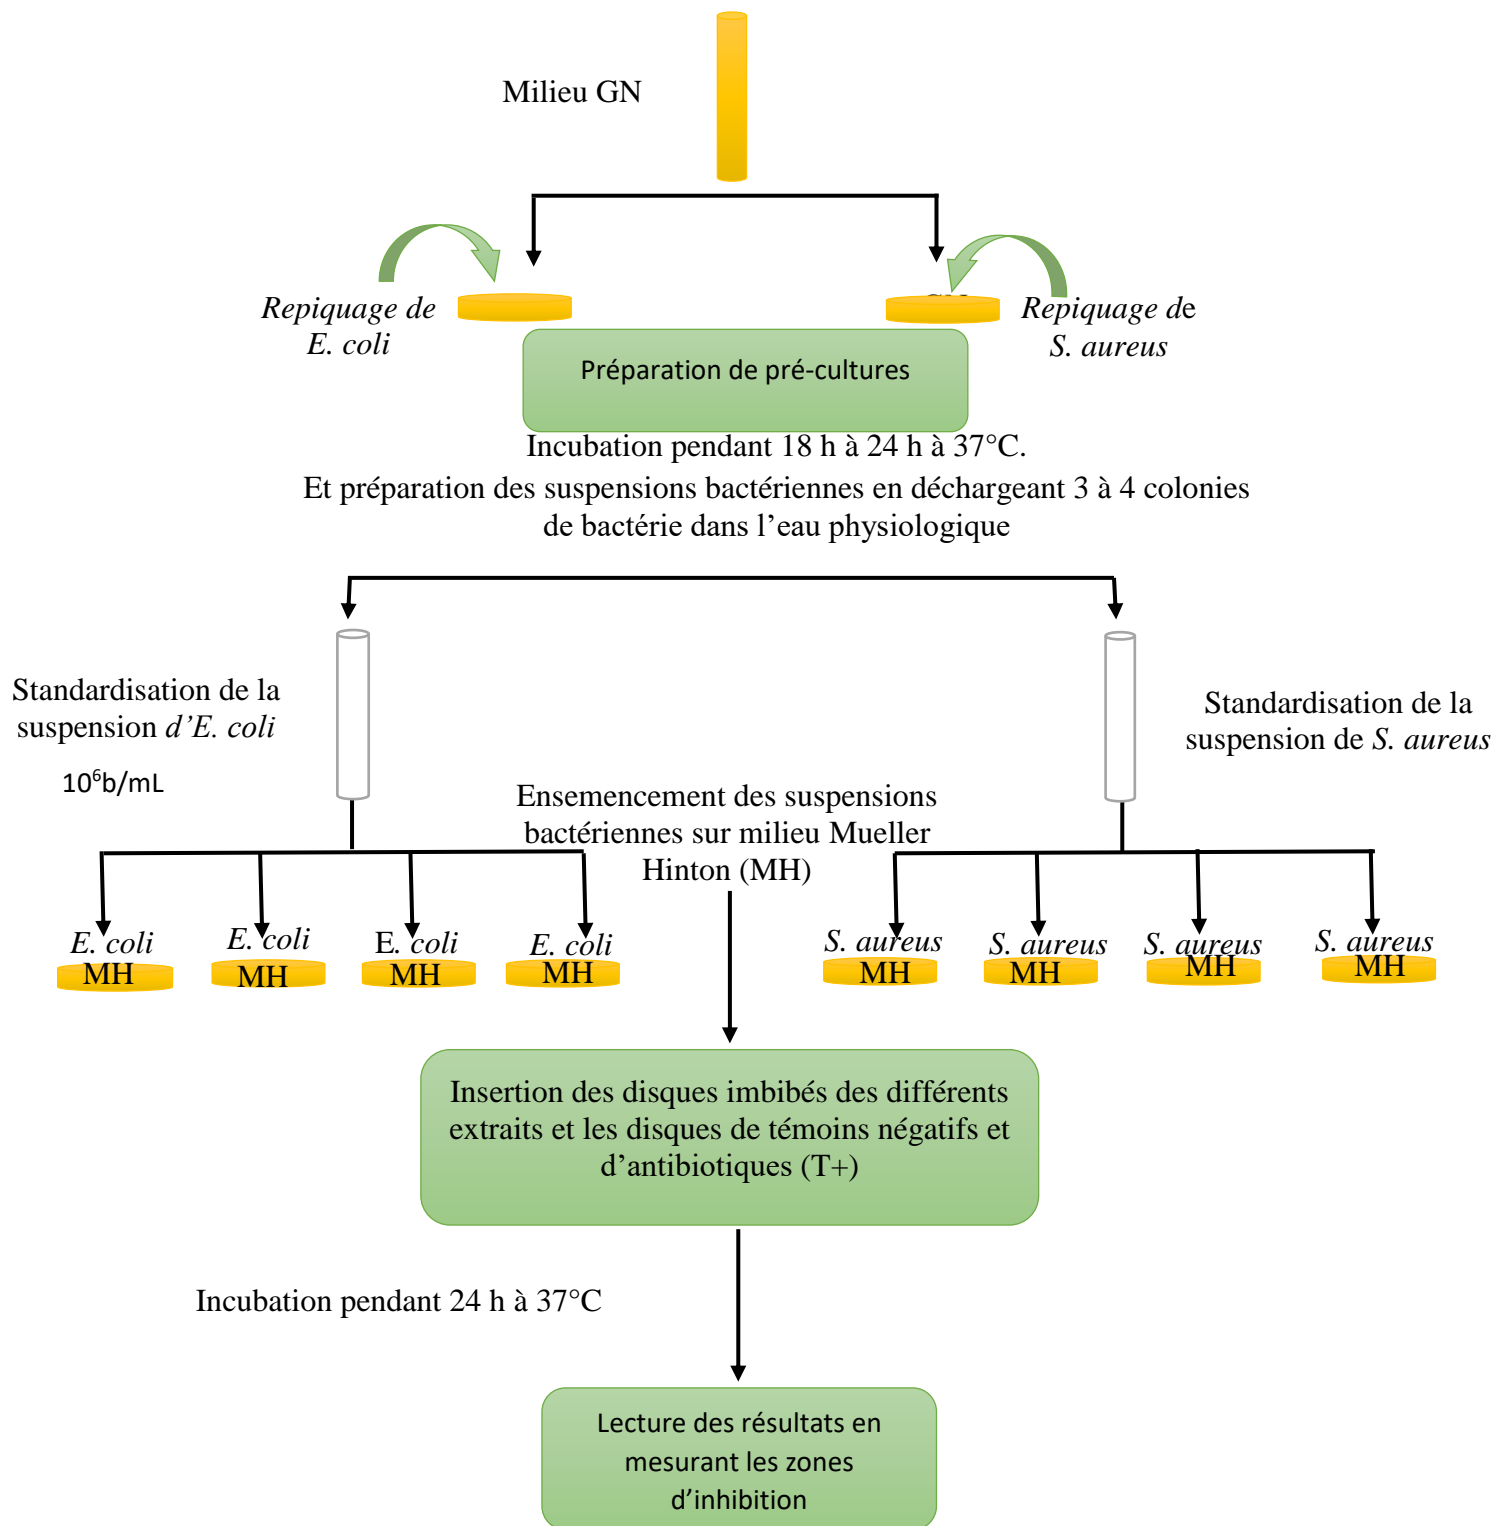 Milieu GN
Repiquage de
E. coli
Repiquage de
S. aureus
Préparation de pré-cultures
Incubation pendant 18 h à 24 h à 37°C.
Et préparation des suspensions bactériennes en déchargeant 3 à 4 colonies
de bactérie dans l’eau physiologique
Standardisation de la
suspension d’E. coli
10⁶b/mL
Standardisation de la
suspension de S. aureus
Ensemencement des suspensions
bactériennes sur milieu Mueller
Hinton (MH)
E. coli
MH
E. coli
MH
E. coli
MH
E. coli
MH
S. aureus
MH
S. aureus
MH
S. aureus
MH
S. aureus
MH
Insertion des disques imbibés des différents
extraits et les disques de témoins négatifs et
d’antibiotiques (T+)
Incubation pendant 24 h à 37°C
Lecture des résultats en
mesurant les zones
d’inhibition